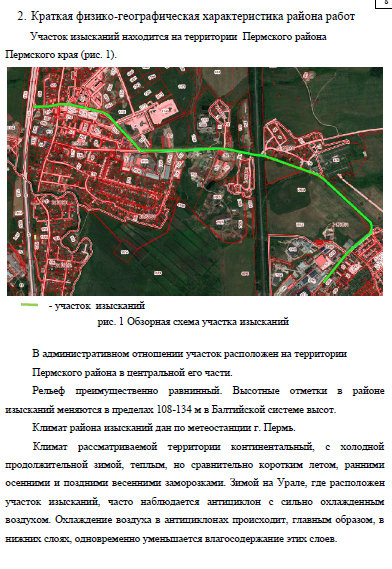 2. Краткая физико-географическая характеристика района работ
Участок изысканий находится на территории Пермского района
Пермского края (рис. 1).
- участок изысканий
рис. 1 Обзорная схема участка изысканий
В административном отношении участок расположен на территории
Пермского района в центральной его части.
Рельеф преимущественно равнинный. Высотные отметки в районе
изысканий меняются в пределах 108-134 м в Балтийской системе высот.
Климат района изысканий дан по метеостанции г. Пермь.
Климат рассматриваемой территории континентальный, с холодной
продолжительной зимой, теплым, но сравнительно коротким летом, ранними
осенними и поздними весенними заморозками. Зимой на Урале, где расположен
участок изысканий, часто наблюдается антициклон с сильно охлажденным
воздухом. Охлаждение воздуха в антициклонах происходит, главным образом, в
нижних слоях, одновременно уменьшается влагосодержание этих слоев.